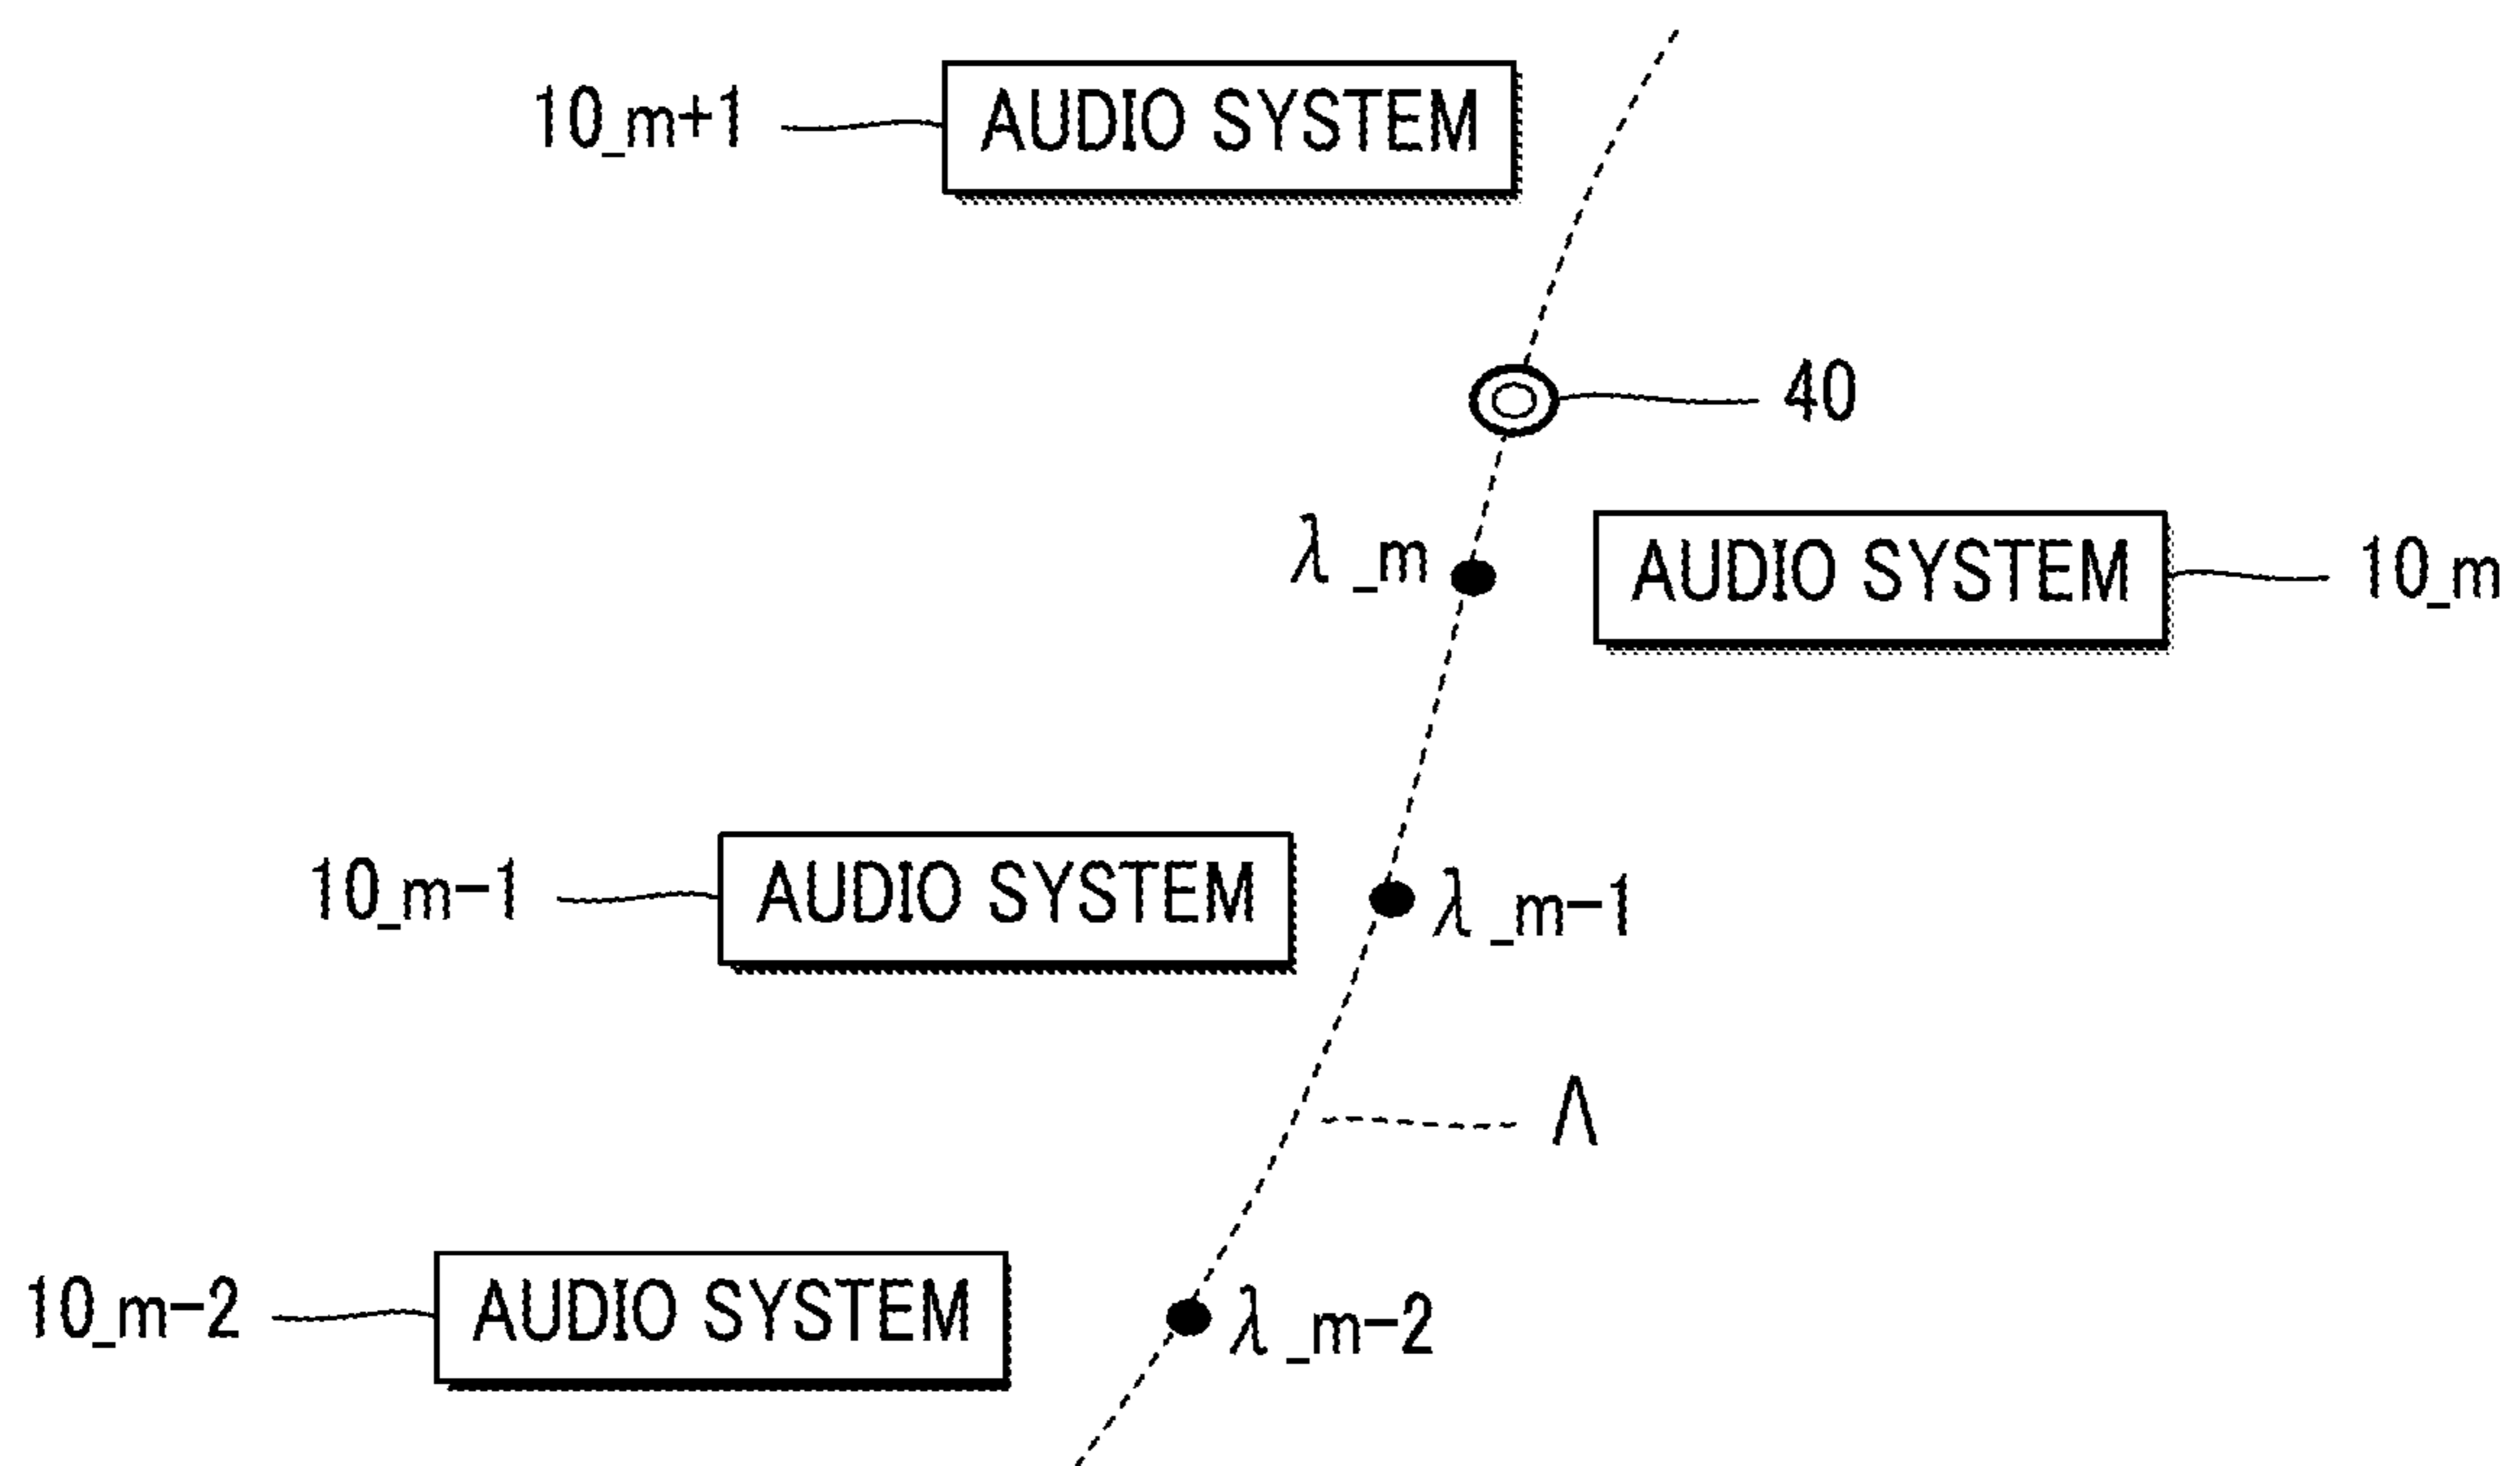 10_m+1 AUDIO SYSTEM
40
λ_m AUDIO SYSTEM 10_m
10_m-1 AUDIO SYSTEM λ_m-1
Λ
10_m-2 AUDIO SYSTEM λ_m-2